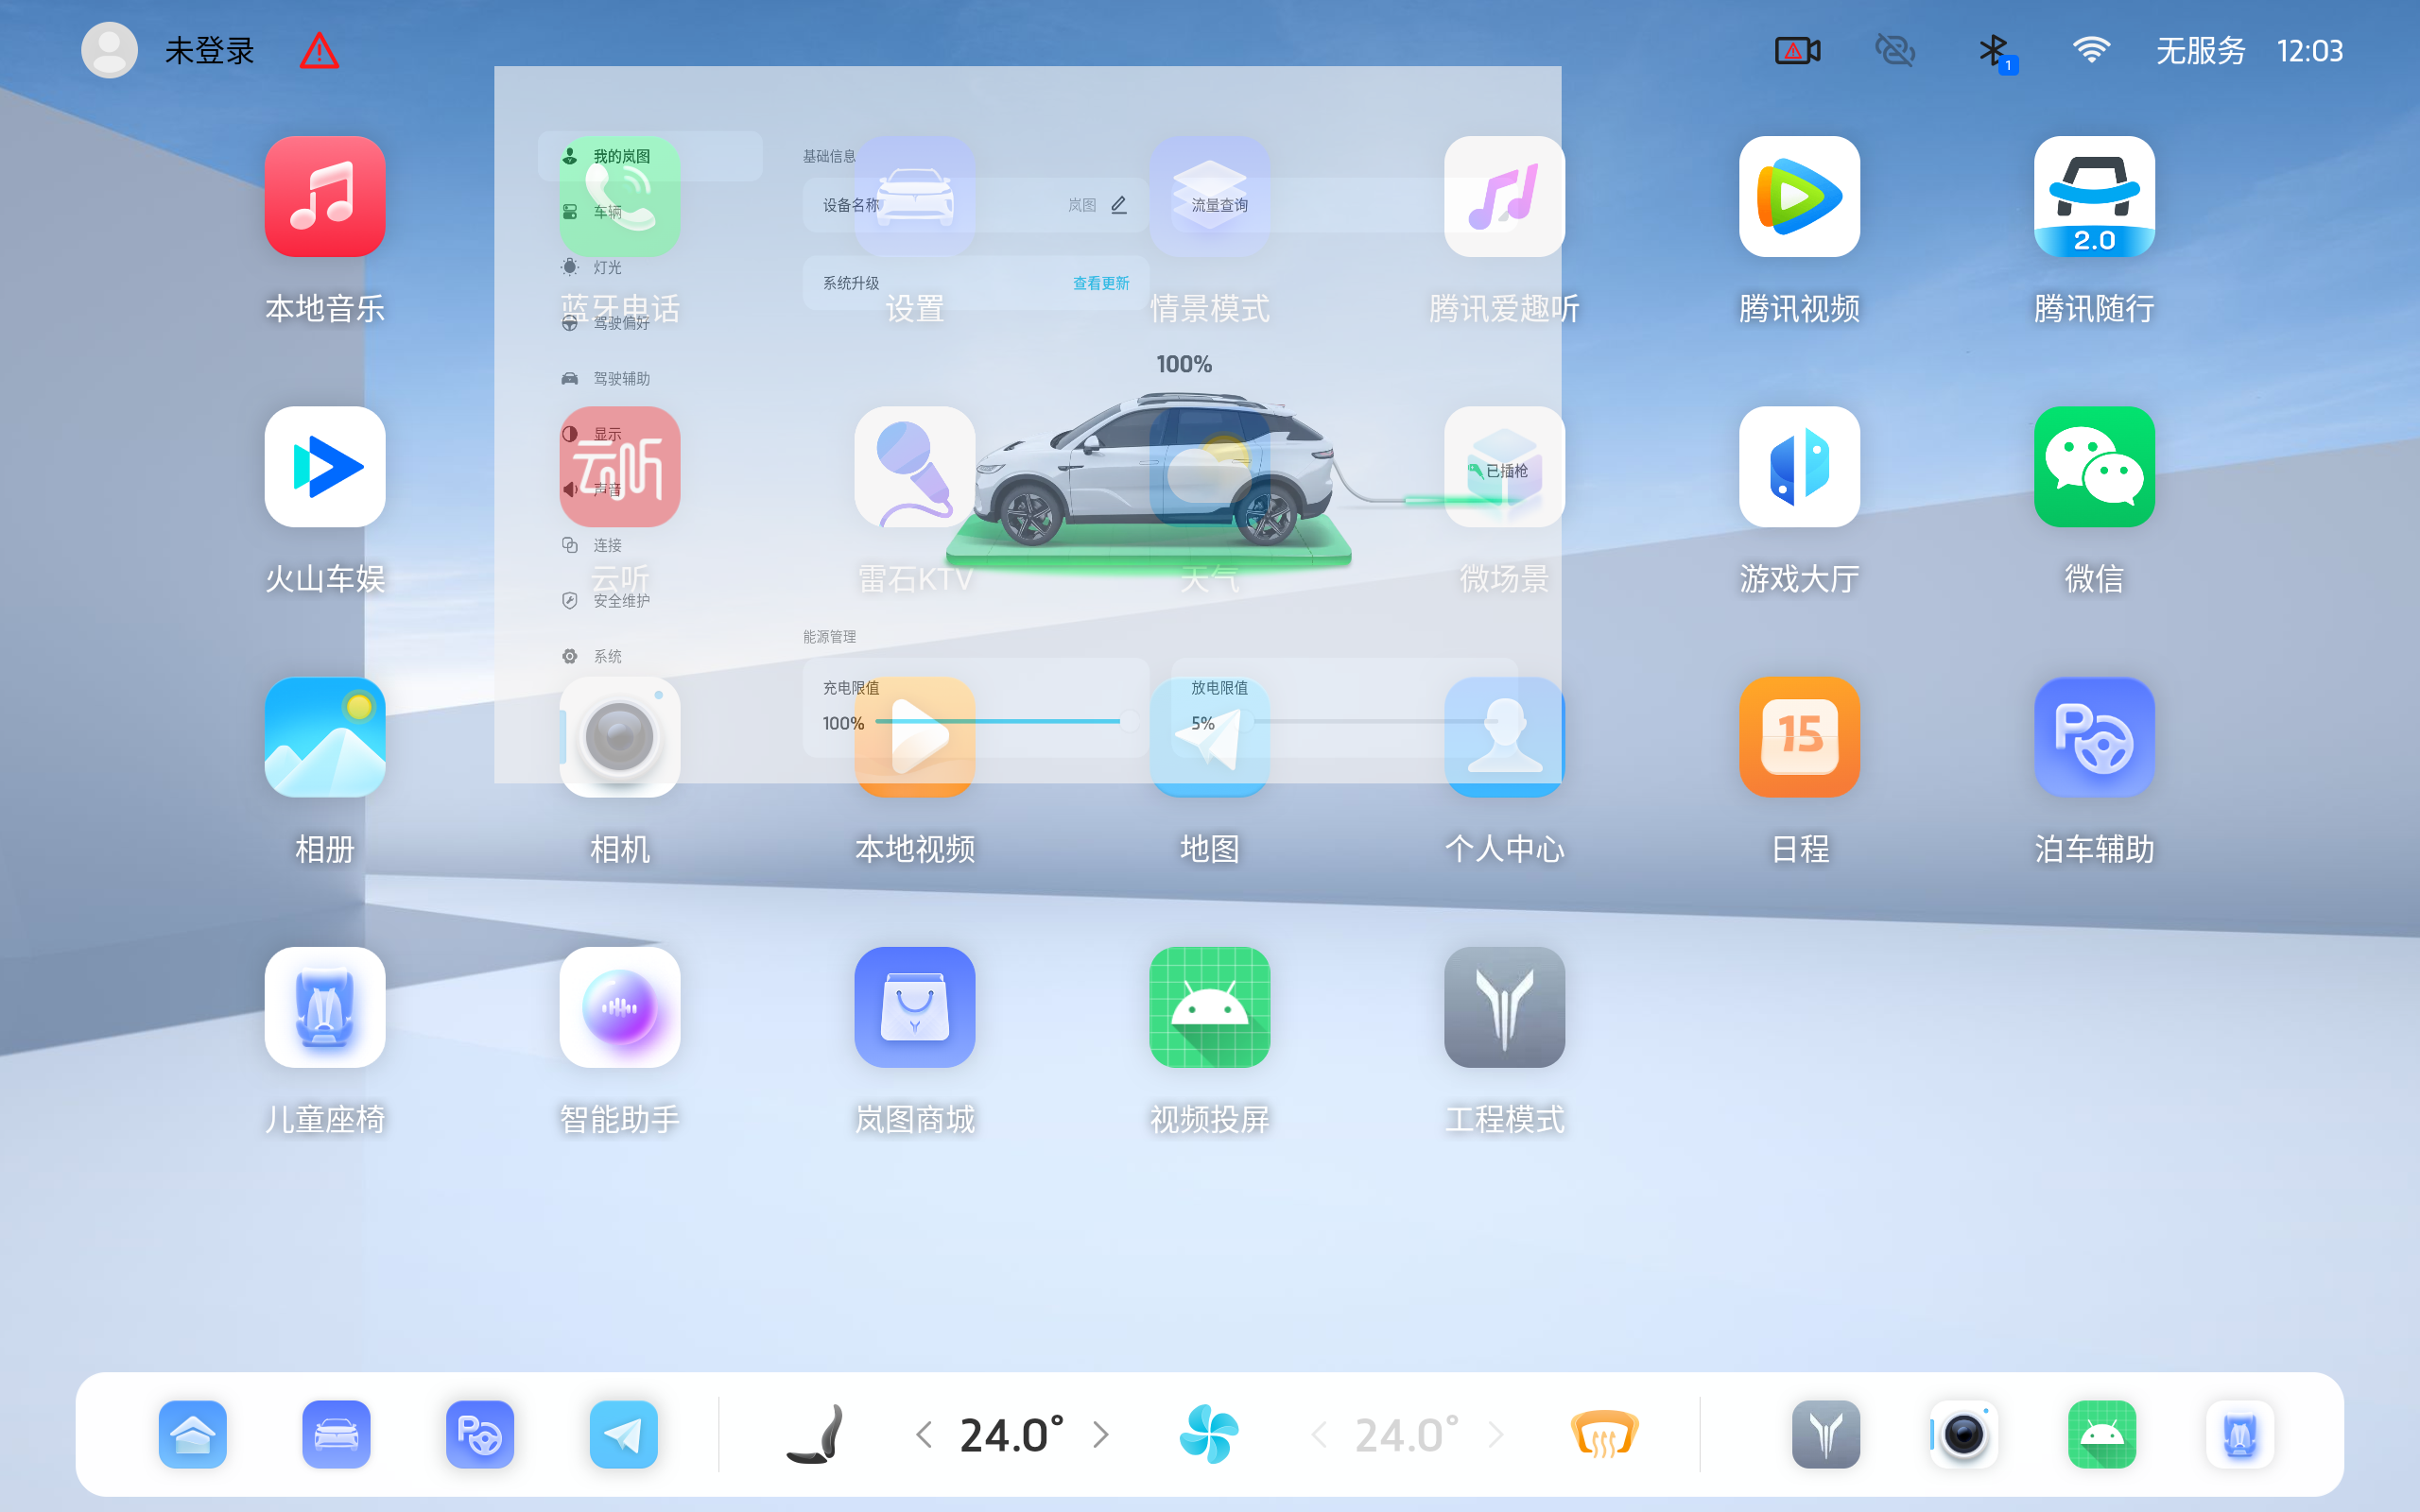 未登录
1
无服务 12:03
我的岚图
车辆
灯光
驾驶偏好
驾驶辅助
显示
声音
连接
安全维护
系统
基础信息
设备名称 岚图
流量查询
系统升级 查看更新
100%
已插枪
能源管理
充电限值
100%
放电限值
5%
2.0
本地音乐 蓝牙电话 设置 情景模式 腾讯爱趣听 腾讯视频 腾讯随行
云听
火山车娱 云听 雷石KTV 天气 微场景 游戏大厅 微信
15
相册 相机 本地视频 地图 个人中心 日程 泊车辅助
儿童座椅 智能助手 岚图商城 视频投屏 工程模式
24.0° 24.0°